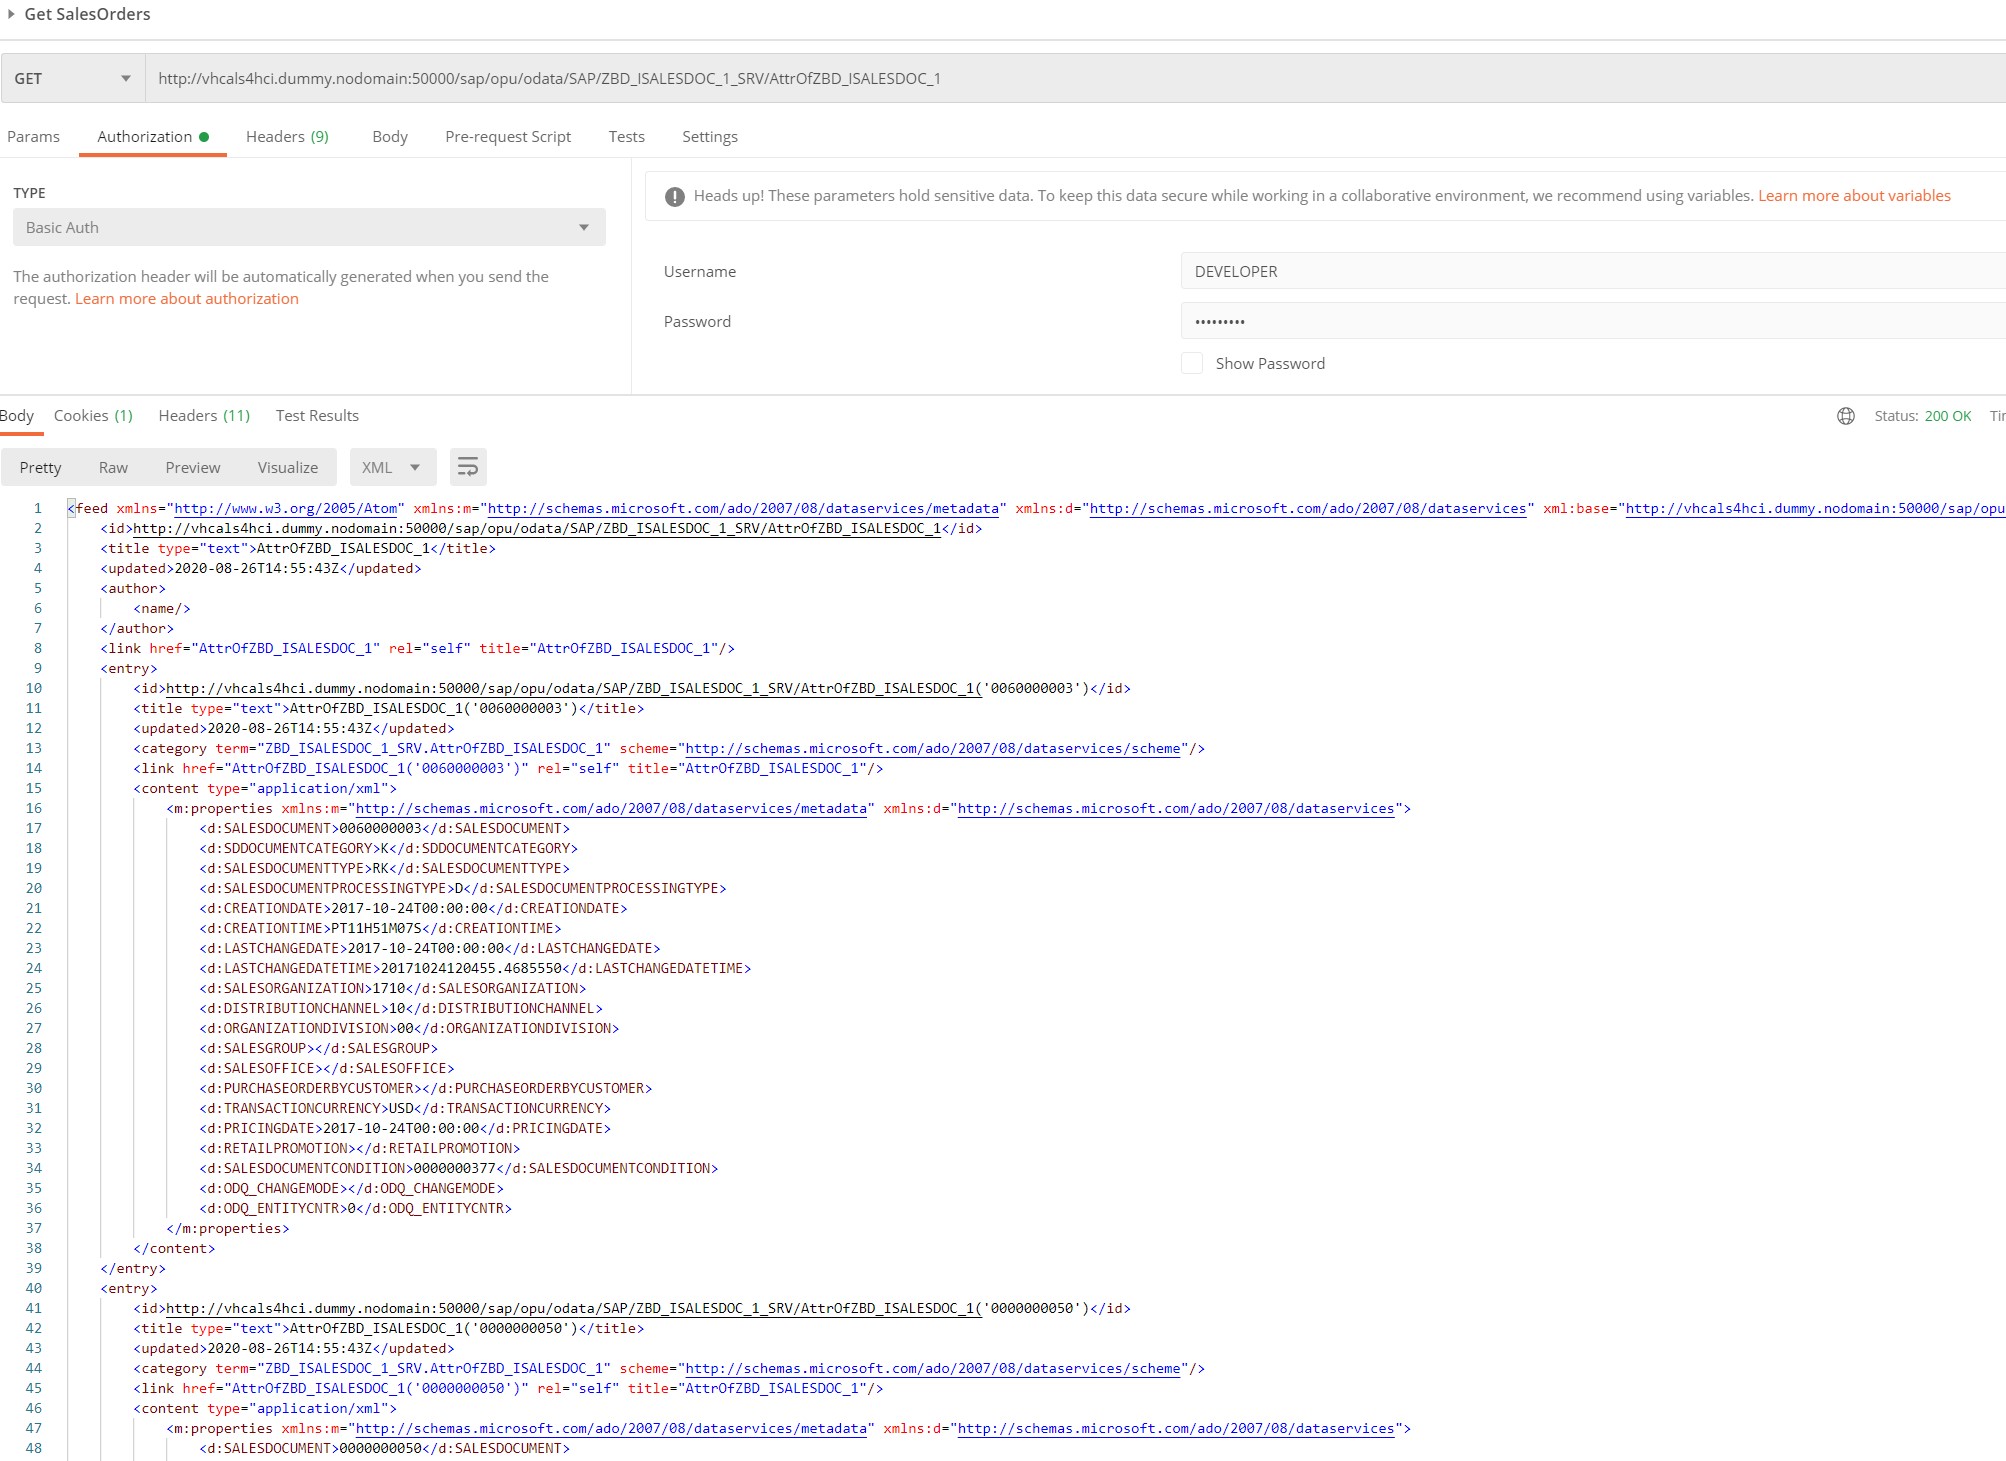 Get SalesOrders
GET http://vhcals4hci.dummy.nodomain:50000/sap/opu/odata/SAP/ZBD_ISALESDOC_1_SRV/AttrOfZBD_ISALESDOC_1
Params Authorization Headers (9) Body Pre-request Script Tests Settings
TYPE
Basic Auth
The authorization header will be automatically generated when you send the
request. Learn more about authorization
Heads up! These parameters hold sensitive data. To keep this data secure while working in a collaborative environment, we recommend using variables. Learn more about variables
Username DEVELOPER
Password •••••••••
Show Password
Body Cookies (1) Headers (11) Test Results Status: 200 OK
Pretty Raw Preview Visualize XML
1 <feed xmlns="http://www.w3.org/2005/Atom" xmlns:m="http://schemas.microsoft.com/ado/2007/08/dataservices/metadata" xmlns:d="http://schemas.microsoft.com/ado/2007/08/dataservices" xml:base="http://vhcals4hci.dummy.nodomain:50000/sap/opu
2 <id>http://vhcals4hci.dummy.nodomain:50000/sap/opu/odata/SAP/ZBD_ISALESDOC_1_SRV/AttrOfZBD_ISALESDOC_1</id>
3 <title type="text">AttrOfZBD_ISALESDOC_1</title>
4 <updated>2020-08-26T14:55:43Z</updated>
5 <author>
6 <name/>
7 </author>
8 <link href="AttrOfZBD_ISALESDOC_1" rel="self" title="AttrOfZBD_ISALESDOC_1"/>
9 <entry>
10 <id>http://vhcals4hci.dummy.nodomain:50000/sap/opu/odata/SAP/ZBD_ISALESDOC_1_SRV/AttrOfZBD_ISALESDOC_1('0060000003')</id>
11 <title type="text">AttrOfZBD_ISALESDOC_1('0060000003')</title>
12 <updated>2020-08-26T14:55:43Z</updated>
13 <category term="ZBD_ISALESDOC_1_SRV.AttrOfZBD_ISALESDOC_1" scheme="http://schemas.microsoft.com/ado/2007/08/dataservices/scheme"/>
14 <link href="AttrOfZBD_ISALESDOC_1('0060000003')" rel="self" title="AttrOfZBD_ISALESDOC_1"/>
15 <content type="application/xml">
16 <m:properties xmlns:m="http://schemas.microsoft.com/ado/2007/08/dataservices/metadata" xmlns:d="http://schemas.microsoft.com/ado/2007/08/dataservices">
17 <d:SALESDOCUMENT>0060000003</d:SALESDOCUMENT>
18 <d:SDDOCUMENTCATEGORY>K</d:SDDOCUMENTCATEGORY>
19 <d:SALESDOCUMENTTYPE>RK</d:SALESDOCUMENTTYPE>
20 <d:SALESDOCUMENTPROCESSINGTYPE>D</d:SALESDOCUMENTPROCESSINGTYPE>
21 <d:CREATIONDATE>2017-10-24T00:00:00</d:CREATIONDATE>
22 <d:CREATIONTIME>PT11H51M07S</d:CREATIONTIME>
23 <d:LASTCHANGEDATE>2017-10-24T00:00:00</d:LASTCHANGEDATE>
24 <d:LASTCHANGEDATETIME>20171024120455.4685550</d:LASTCHANGEDATETIME>
25 <d:SALESORGANIZATION>1710</d:SALESORGANIZATION>
26 <d:DISTRIBUTIONCHANNEL>10</d:DISTRIBUTIONCHANNEL>
27 <d:ORGANIZATIONDIVISION>00</d:ORGANIZATIONDIVISION>
28 <d:SALESGROUP></d:SALESGROUP>
29 <d:SALESOFFICE></d:SALESOFFICE>
30 <d:PURCHASEORDERBYCUSTOMER></d:PURCHASEORDERBYCUSTOMER>
31 <d:TRANSACTIONCURRENCY>USD</d:TRANSACTIONCURRENCY>
32 <d:PRICINGDATE>2017-10-24T00:00:00</d:PRICINGDATE>
33 <d:RETAILPROMOTION></d:RETAILPROMOTION>
34 <d:SALESDOCUMENTCONDITION>0000000377</d:SALESDOCUMENTCONDITION>
35 <d:ODQ_CHANGEMODE></d:ODQ_CHANGEMODE>
36 <d:ODQ_ENTITYCNTR>0</d:ODQ_ENTITYCNTR>
37 </m:properties>
38 </content>
39 </entry>
40 <entry>
41 <id>http://vhcals4hci.dummy.nodomain:50000/sap/opu/odata/SAP/ZBD_ISALESDOC_1_SRV/AttrOfZBD_ISALESDOC_1('0000000050')</id>
42 <title type="text">AttrOfZBD_ISALESDOC_1('0000000050')</title>
43 <updated>2020-08-26T14:55:43Z</updated>
44 <category term="ZBD_ISALESDOC_1_SRV.AttrOfZBD_ISALESDOC_1" scheme="http://schemas.microsoft.com/ado/2007/08/dataservices/scheme"/>
45 <link href="AttrOfZBD_ISALESDOC_1('0000000050')" rel="self" title="AttrOfZBD_ISALESDOC_1"/>
46 <content type="application/xml">
47 <m:properties xmlns:m="http://schemas.microsoft.com/ado/2007/08/dataservices/metadata" xmlns:d="http://schemas.microsoft.com/ado/2007/08/dataservices">
48 <d:SALESDOCUMENT>0000000050</d:SALESDOCUMENT>